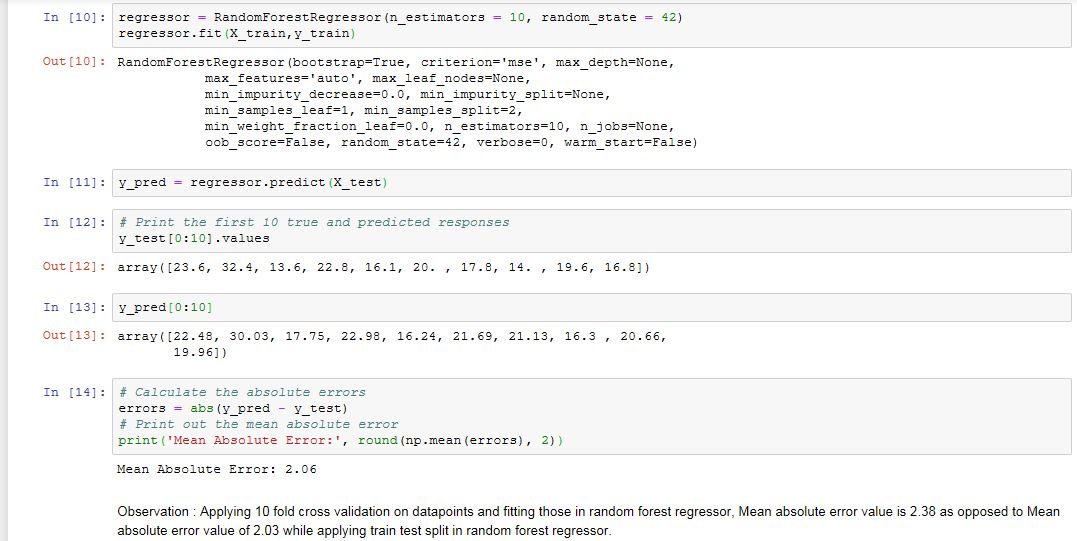 In [10]: regressor = RandomForestRegressor(n_estimators = 10, random_state = 42)
regressor.fit(X_train,y_train)
Out[10]: RandomForestRegressor(bootstrap=True, criterion='mse', max_depth=None,
max_features='auto', max_leaf_nodes=None,
min_impurity_decrease=0.0, min_impurity_split=None,
min_samples_leaf=1, min_samples_split=2,
min_weight_fraction_leaf=0.0, n_estimators=10, n_jobs=None,
oob_score=False, random_state=42, verbose=0, warm_start=False)
In [11]: y_pred = regressor.predict(X_test)
In [12]: # Print the first 10 true and predicted responses
y_test[0:10].values
Out[12]: array([23.6, 32.4, 13.6, 22.8, 16.1, 20. , 17.8, 14. , 19.6, 16.8])
In [13]: y_pred[0:10]
Out[13]: array([22.48, 30.03, 17.75, 22.98, 16.24, 21.69, 21.13, 16.3 , 20.66,
19.96])
In [14]: # Calculate the absolute errors
errors = abs(y_pred - y_test)
# Print out the mean absolute error
print('Mean Absolute Error:', round(np.mean(errors), 2))
Mean Absolute Error: 2.06
Observation : Applying 10 fold cross validation on datapoints and fitting those in random forest regressor, Mean absolute error value is 2.38 as opposed to Mean
absolute error value of 2.03 while applying train test split in random forest regressor.